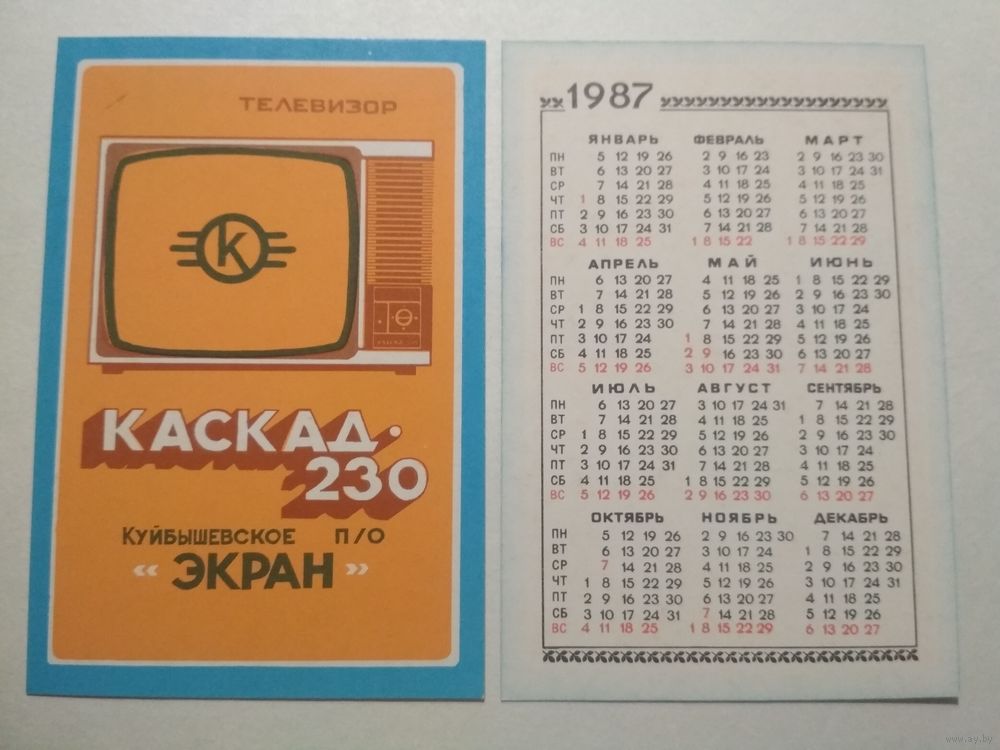 ТЕЛЕВИЗОР
К
КАСКАД·
230
КУЙБЫШЕВСКОЕ П/О
«ЭКРАН»
1987
ЯНВАРЬ ФЕВРАЛЬ МАРТ
ПН 5 12 19 26 2 9 16 23 2 9 16 23 30
ВТ 6 13 20 27 3 10 17 24 3 10 17 24 31
СР 7 14 21 28 4 11 18 25 4 11 18 25
ЧТ 1 8 15 22 29 5 12 19 26 5 12 19 26
ПТ 2 9 16 23 30 6 13 20 27 6 13 20 27
СБ 3 10 17 24 31 7 14 21 28 7 14 21 28
ВС 4 11 18 25 1 8 15 22 1 8 15 22 29
АПРЕЛЬ МАЙ ИЮНЬ
ПН 6 13 20 27 4 11 18 25 1 8 15 22 29
ВТ 7 14 21 28 5 12 19 26 2 9 16 23 30
СР 1 8 15 22 29 6 13 20 27 3 10 17 24
ЧТ 2 9 16 23 30 7 14 21 28 4 11 18 25
ПТ 3 10 17 24 1 8 15 22 29 5 12 19 26
СБ 4 11 18 25 2 9 16 23 30 6 13 20 27
ВС 5 12 19 26 3 10 17 24 31 7 14 21 28
ИЮЛЬ АВГУСТ СЕНТЯБРЬ
ПН 6 13 20 27 3 10 17 24 31 7 14 21 28
ВТ 7 14 21 28 4 11 18 25 1 8 15 22 29
СР 1 8 15 22 29 5 12 19 26 2 9 16 23 30
ЧТ 2 9 16 23 30 6 13 20 27 3 10 17 24
ПТ 3 10 17 24 31 7 14 21 28 4 11 18 25
СБ 4 11 18 25 1 8 15 22 29 5 12 19 26
ВС 5 12 19 26 2 9 16 23 30 6 13 20 27
ОКТЯБРЬ НОЯБРЬ ДЕКАБРЬ
ПН 5 12 19 26 2 9 16 23 30 7 14 21 28
ВТ 6 13 20 27 3 10 17 24 1 8 15 22 29
СР 7 14 21 28 4 11 18 25 2 9 16 23 30
ЧТ 1 8 15 22 29 5 12 19 26 3 10 17 24 31
ПТ 2 9 16 23 30 6 13 20 27 4 11 18 25
СБ 3 10 17 24 31 7 14 21 28 5 12 19 26
ВС 4 11 18 25 1 8 15 22 29 6 13 20 27
www.ay.by